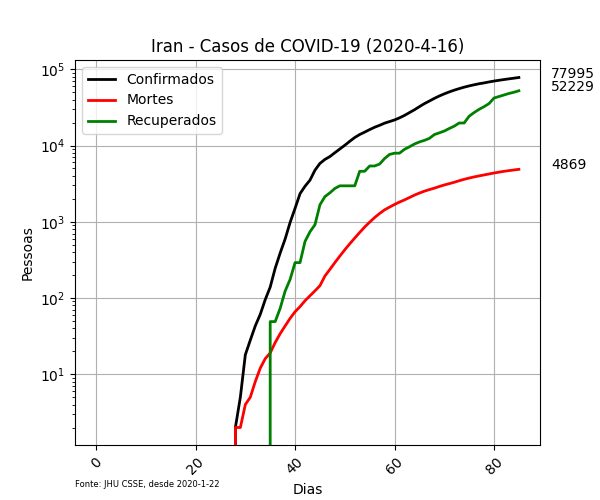 Iran - Casos de COVID-19 (2020-4-16)
Confirmados
Mortes
Recuperados
77995
52229
4869
10^5
10^4
10^3
10^2
10^1
Pessoas
0
20
40
60
80
Dias
Fonte: JHU CSSE, desde 2020-1-22